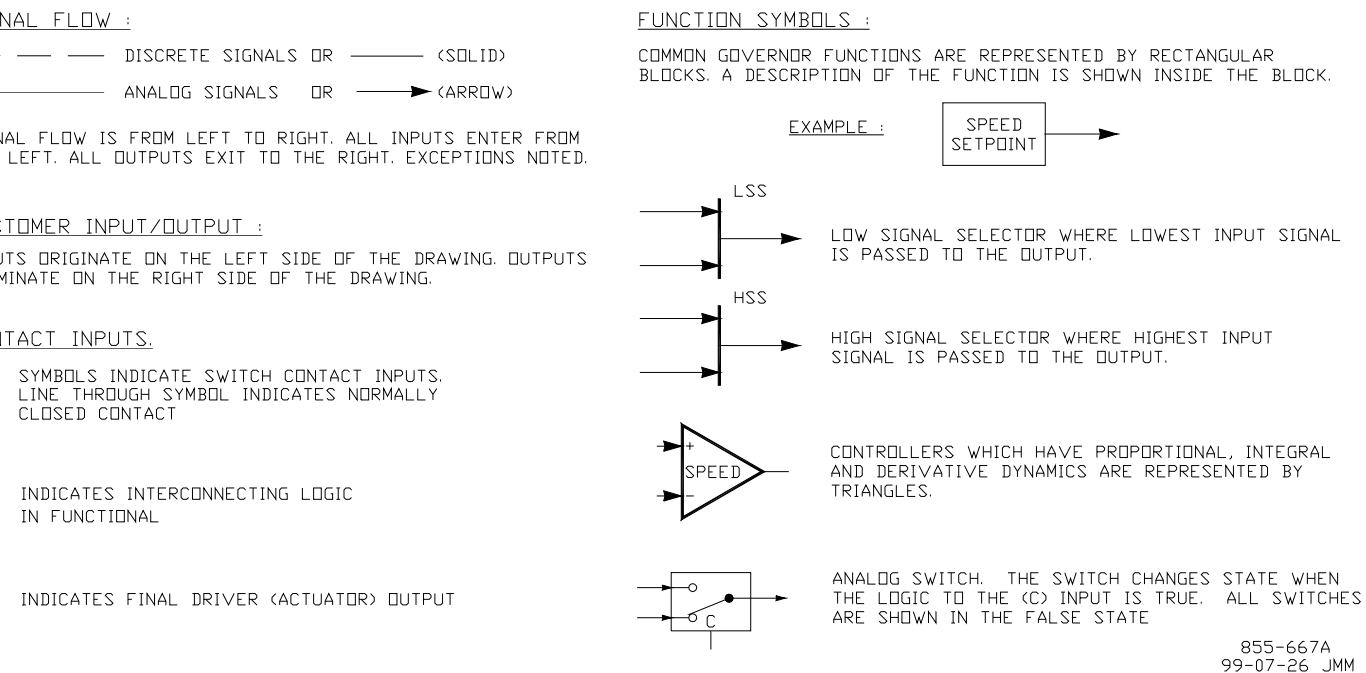 NAL FLOW :
DISCRETE SIGNALS OR (SOLID)
ANALOG SIGNALS OR (ARROW)
NAL FLOW IS FROM LEFT TO RIGHT. ALL INPUTS ENTER FROM
LEFT. ALL OUTPUTS EXIT TO THE RIGHT. EXCEPTIONS NOTED.
TOMER INPUT/OUTPUT :
UTS ORIGINATE ON THE LEFT SIDE OF THE DRAWING. OUTPUTS
MINATE ON THE RIGHT SIDE OF THE DRAWING.
TACT INPUTS.
SYMBOLS INDICATE SWITCH CONTACT INPUTS.
LINE THROUGH SYMBOL INDICATES NORMALLY
CLOSED CONTACT
INDICATES INTERCONNECTING LOGIC
IN FUNCTIONAL
INDICATES FINAL DRIVER (ACTUATOR) OUTPUT
FUNCTION SYMBOLS :
COMMON GOVERNOR FUNCTIONS ARE REPRESENTED BY RECTANGULAR
BLOCKS. A DESCRIPTION OF THE FUNCTION IS SHOWN INSIDE THE BLOCK.
EXAMPLE :
SPEED
SETPOINT
LSS
LOW SIGNAL SELECTOR WHERE LOWEST INPUT SIGNAL
IS PASSED TO THE OUTPUT.
HSS
HIGH SIGNAL SELECTOR WHERE HIGHEST INPUT
SIGNAL IS PASSED TO THE OUTPUT.
+
SPEED
-
CONTROLLERS WHICH HAVE PROPORTIONAL, INTEGRAL
AND DERIVATIVE DYNAMICS ARE REPRESENTED BY
TRIANGLES.
C
ANALOG SWITCH. THE SWITCH CHANGES STATE WHEN
THE LOGIC TO THE (C) INPUT IS TRUE. ALL SWITCHES
ARE SHOWN IN THE FALSE STATE
855-667A
99-07-26 JMM